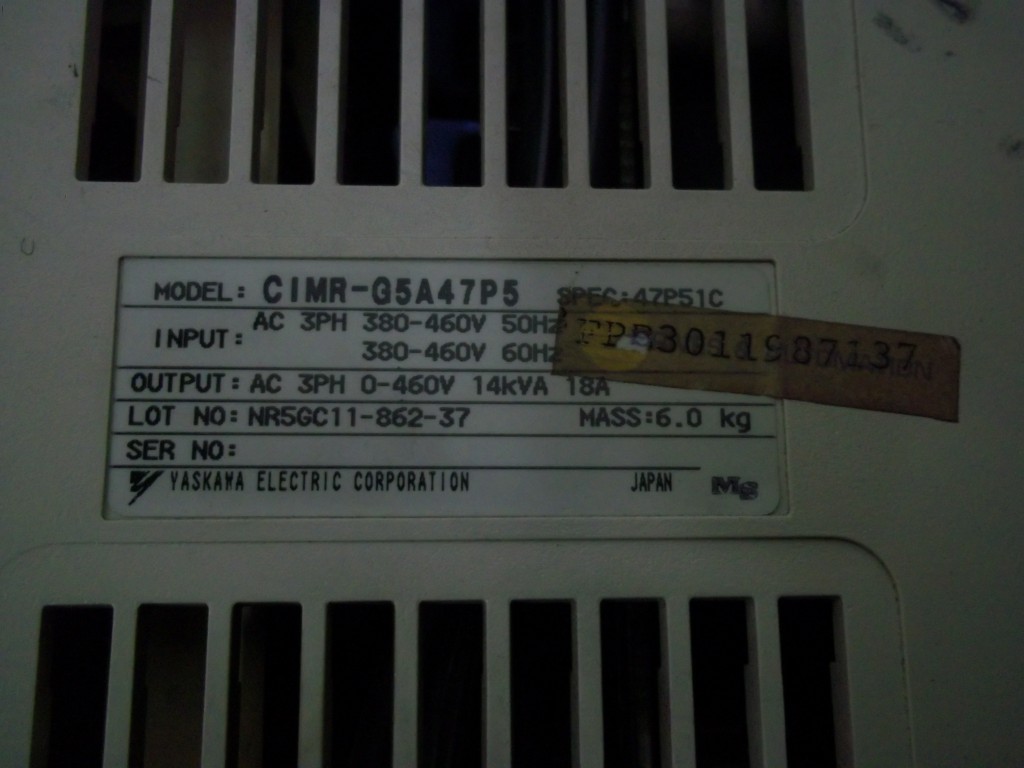 MODEL: CIMR-G5A47P5 SPEC:47P51C
INPUT: AC 3PH 380-460V 50Hz
380-460V 60Hz
3011987137
OUTPUT: AC 3PH 0-460V 14kVA 18A
LOT NO: NR5GC11-862-37 MASS:6.0 kg
SER NO:
YASKAWA ELECTRIC CORPORATION JAPAN